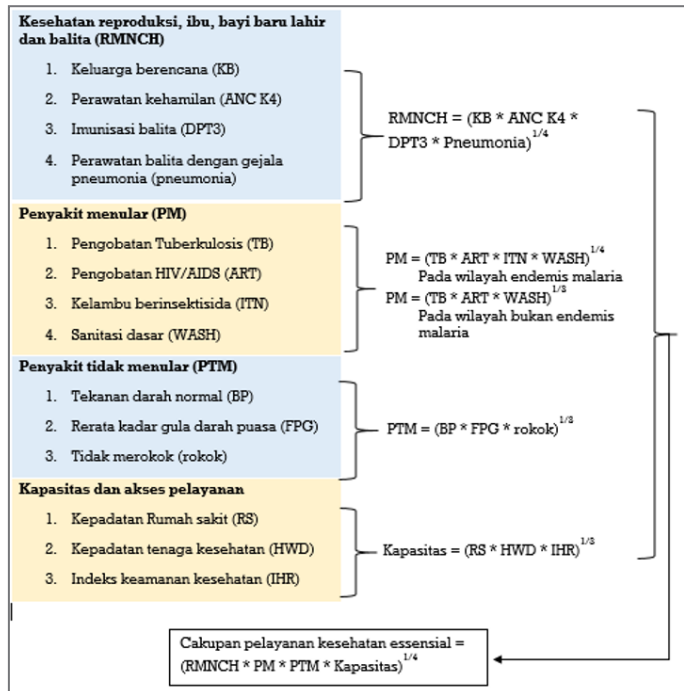 Kesehatan reproduksi, ibu, bayi baru lahir
dan balita (RMNCH)
1. Keluarga berencana (KB)
2. Perawatan kehamilan (ANC K4)
3. Imunisasi balita (DPT3)
4. Perawatan balita dengan gejala
pneumonia (pneumonia)
RMNCH = (KB * ANC K4 *
DPT3 * Pneumonia)^1/4
Penyakit menular (PM)
1. Pengobatan Tuberkulosis (TB)
2. Pengobatan HIV/AIDS (ART)
3. Kelambu berinsektisida (ITN)
4. Sanitasi dasar (WASH)
PM = (TB * ART * ITN * WASH)^1/4
Pada wilayah endemis malaria
PM = (TB * ART * WASH)^1/3
Pada wilayah bukan endemis
malaria
Penyakit tidak menular (PTM)
1. Tekanan darah normal (BP)
2. Rerata kadar gula darah puasa (FPG)
3. Tidak merokok (rokok)
PTM = (BP * FPG * rokok)^1/3
Kapasitas dan akses pelayanan
1. Kepadatan Rumah sakit (RS)
2. Kepadatan tenaga kesehatan (HWD)
3. Indeks keamanan kesehatan (IHR)
Kapasitas = (RS * HWD * IHR)^1/3
Cakupan pelayanan kesehatan essensial =
(RMNCH * PM * PTM * Kapasitas)^1/4